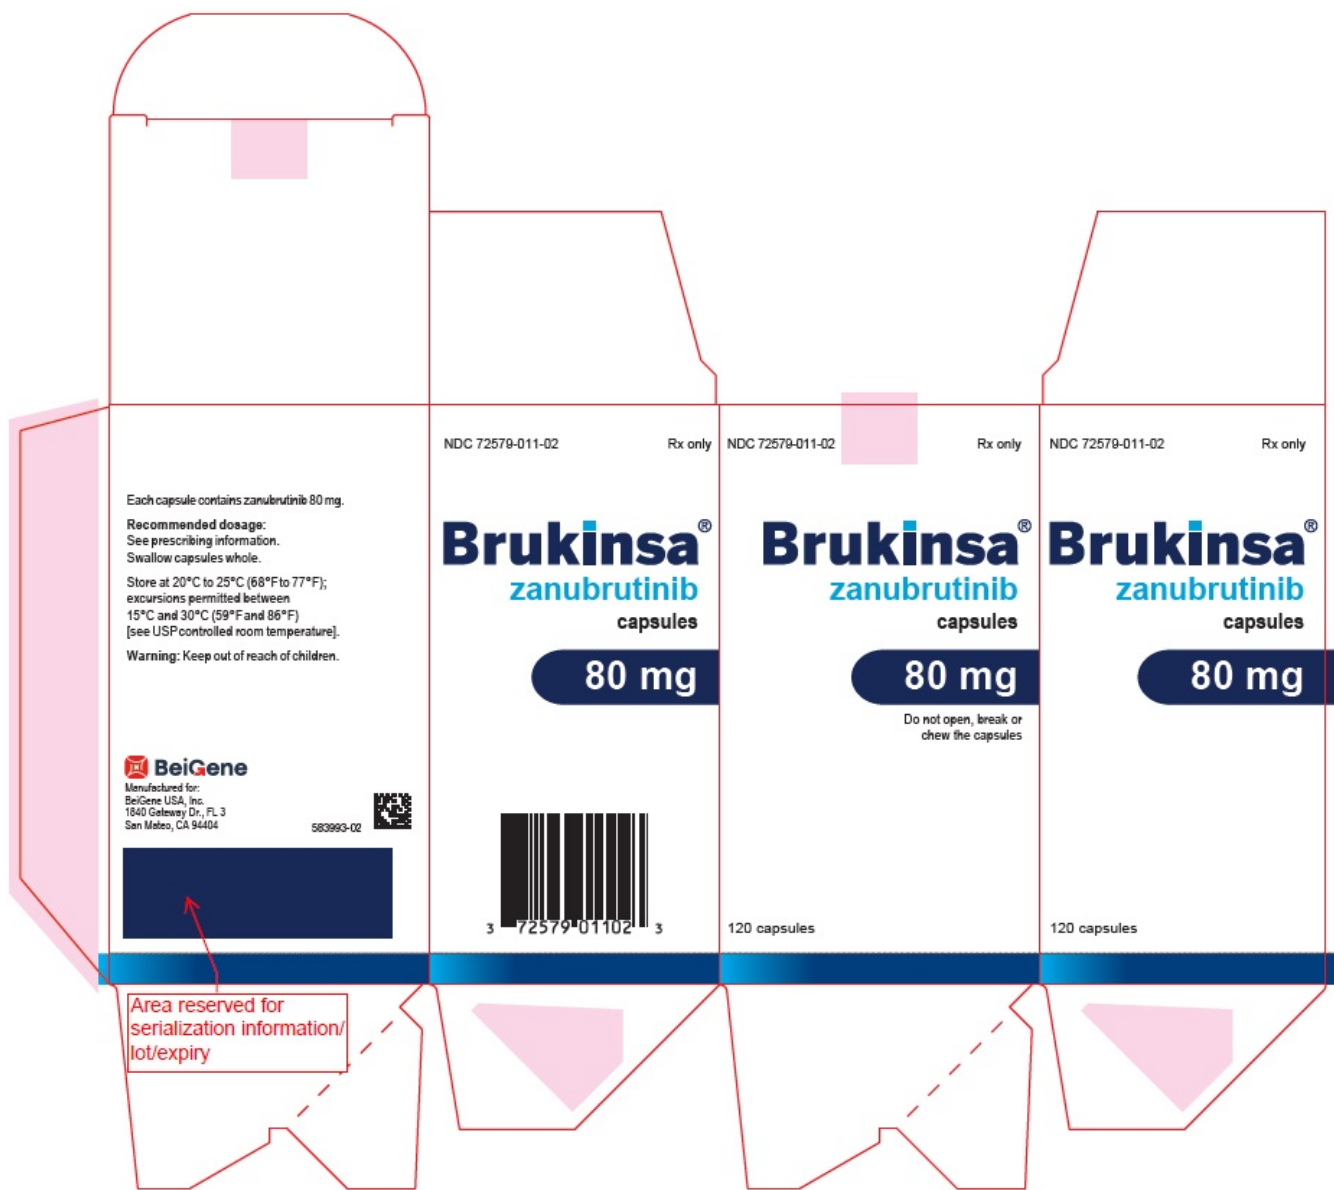 Each capsule contains zanubrutinib 80 mg.
Recommended dosage:
See prescribing information.
Swallow capsules whole.
Store at 20°C to 25°C (68°F to 77°F);
excursions permitted between
15°C and 30°C (59°F and 86°F)
[see USP controlled room temperature].
Warning: Keep out of reach of children.
BeiGene
Manufactured for:
BeiGene USA, Inc.
1840 Gateway Dr., FL 3
San Mateo, CA 94404
583993-02
Area reserved for
serialization information/
lot/expiry
NDC 72579-011-02 Rx only
Brukinsa®
zanubrutinib
capsules
80 mg
3 72579 01102 3
NDC 72579-011-02 Rx only
Brukinsa®
zanubrutinib
capsules
80 mg
Do not open, break or
chew the capsules
120 capsules
NDC 72579-011-02 Rx only
Brukinsa®
zanubrutinib
capsules
80 mg
120 capsules